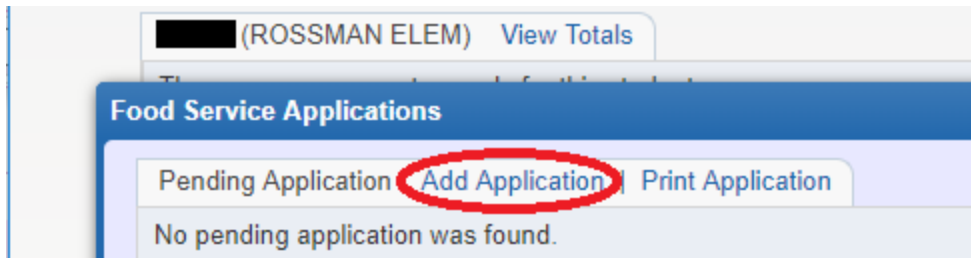 (ROSSMAN ELEM) View Totals
Food Service Applications
Pending Application Add Application | Print Application
No pending application was found.